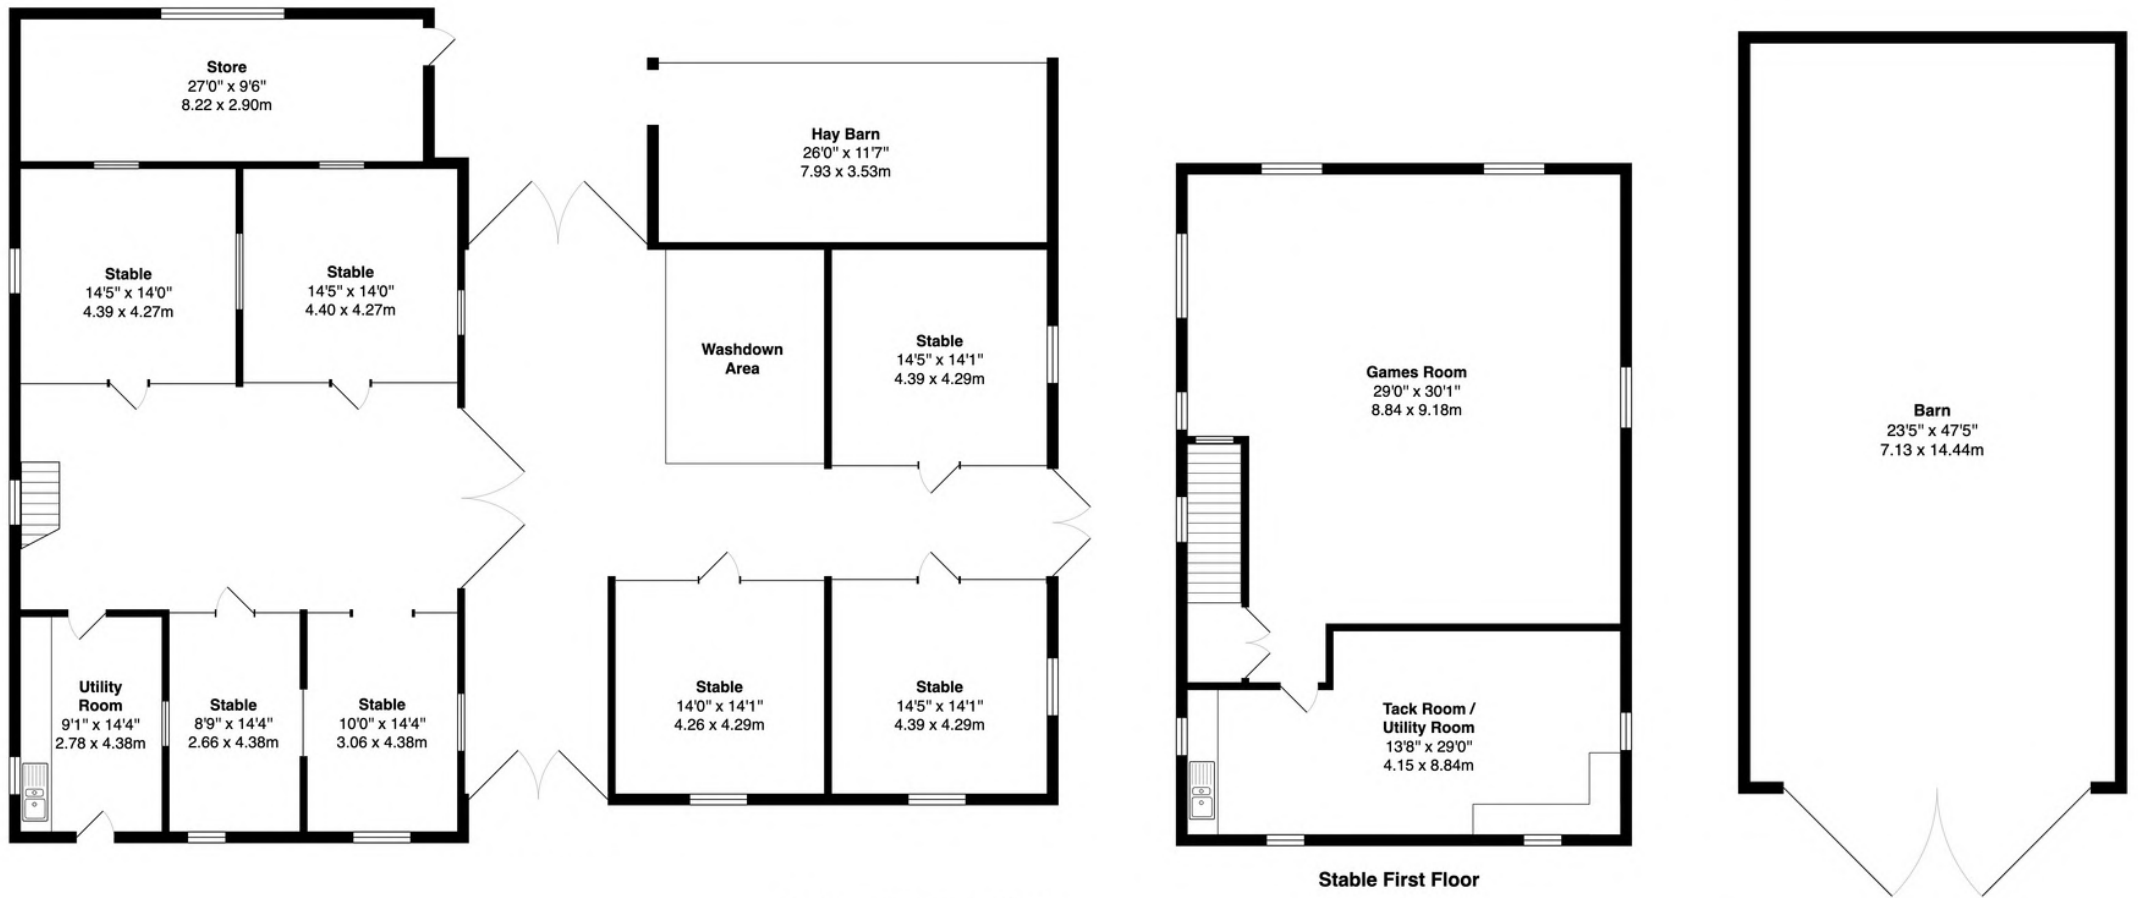 Store
27'0" x 9'6"
8.22 x 2.90m
Hay Barn
26'0" x 11'7"
7.93 x 3.53m
Stable
14'5" x 14'0"
4.39 x 4.27m
Stable
14'5" x 14'0"
4.40 x 4.27m
Washdown
Area
Stable
14'5" x 14'1"
4.39 x 4.29m
Utility
Room
9'1" x 14'4"
2.78 x 4.38m
Stable
8'9" x 14'4"
2.66 x 4.38m
Stable
10'0" x 14'4"
3.06 x 4.38m
Stable
14'0" x 14'1"
4.26 x 4.29m
Stable
14'5" x 14'1"
4.39 x 4.29m
Games Room
29'0" x 30'1"
8.84 x 9.18m
Tack Room /
Utility Room
13'8" x 29'0"
4.15 x 8.84m
Stable First Floor
Barn
23'5" x 47'5"
7.13 x 14.44m